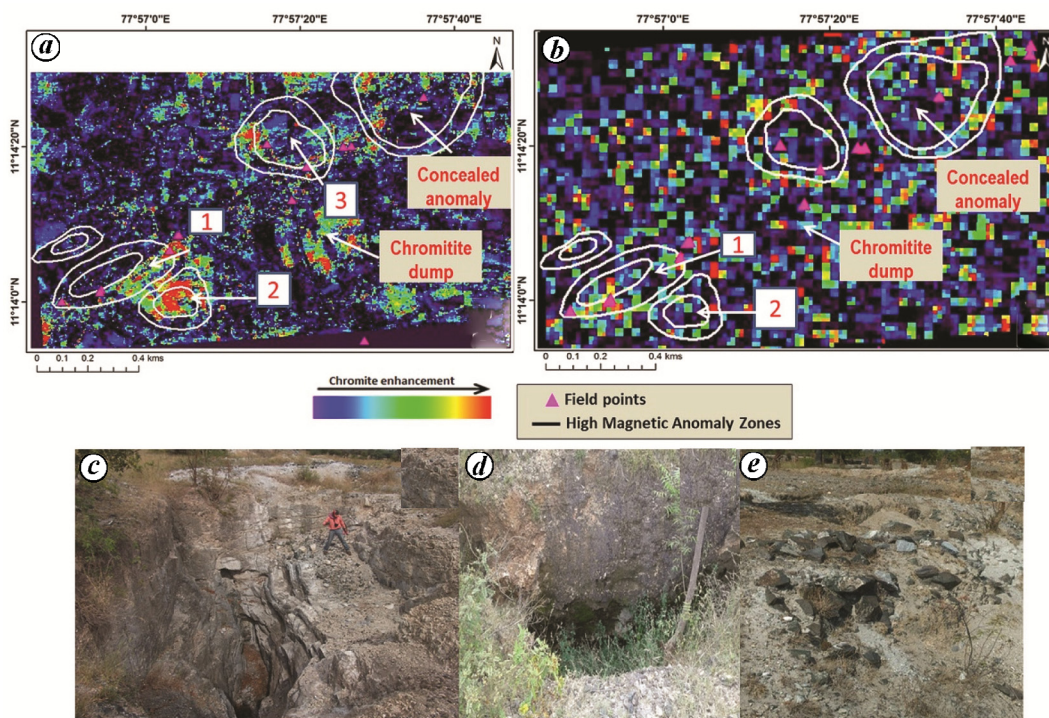 77°57'0"E 77°57'20"E 77°57'40"E
a
N
11°14'20"N
11°14'0"N
Concealed
anomaly
3
1
Chromitite
dump
2
0 0.1 0.2 0.4 kms
77°57'0"E 77°57'20"E 77°57'40"E
b
N
11°14'20"N
11°14'0"N
Concealed
anomaly
Chromitite
dump
1
2
0 0.1 0.2 0.4 kms
Chromite enhancement
Field points
High Magnetic Anomaly Zones
c
d
e